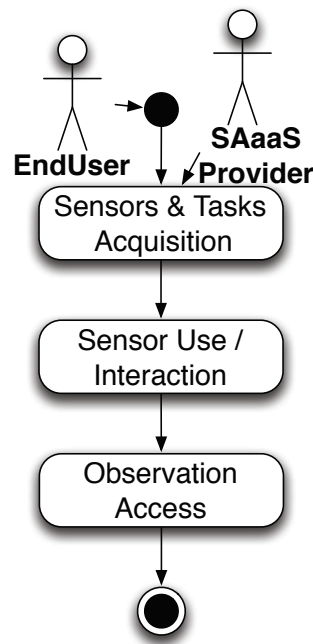 EndUser
SAaaS
Provider
Sensors & Tasks
Acquisition
Sensor Use /
Interaction
Observation
Access